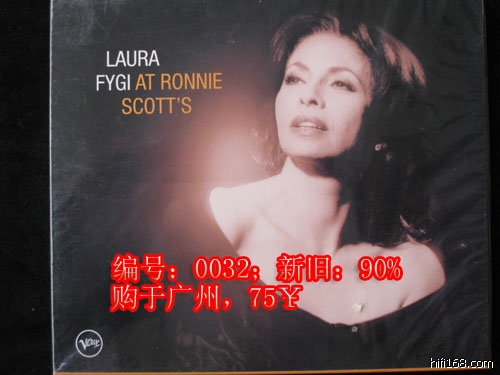 LAURA
FYGI AT RONNIE
SCOTT'S
编号：0032；新旧：90%
购于广州，75￥
Verve
hifi168.com